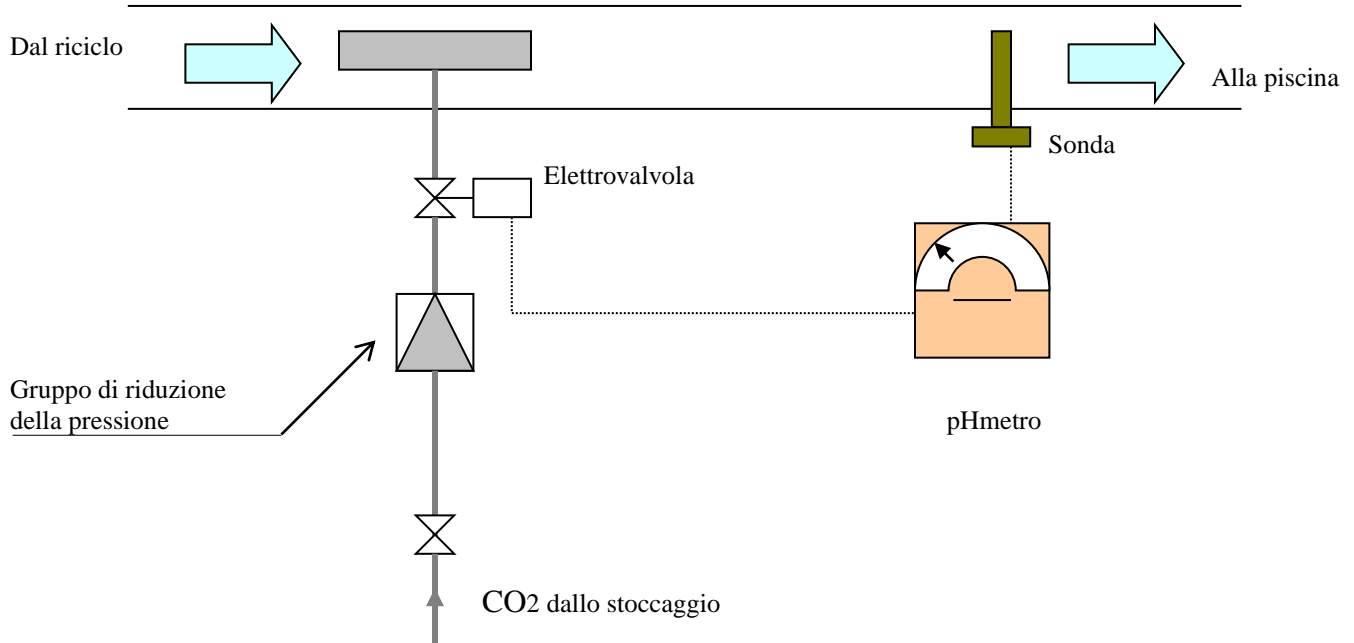 Dal riciclo
Alla piscina
Sonda
Elettrovalvola
Gruppo di riduzione
della pressione
pHmetro
CO2 dallo stoccaggio